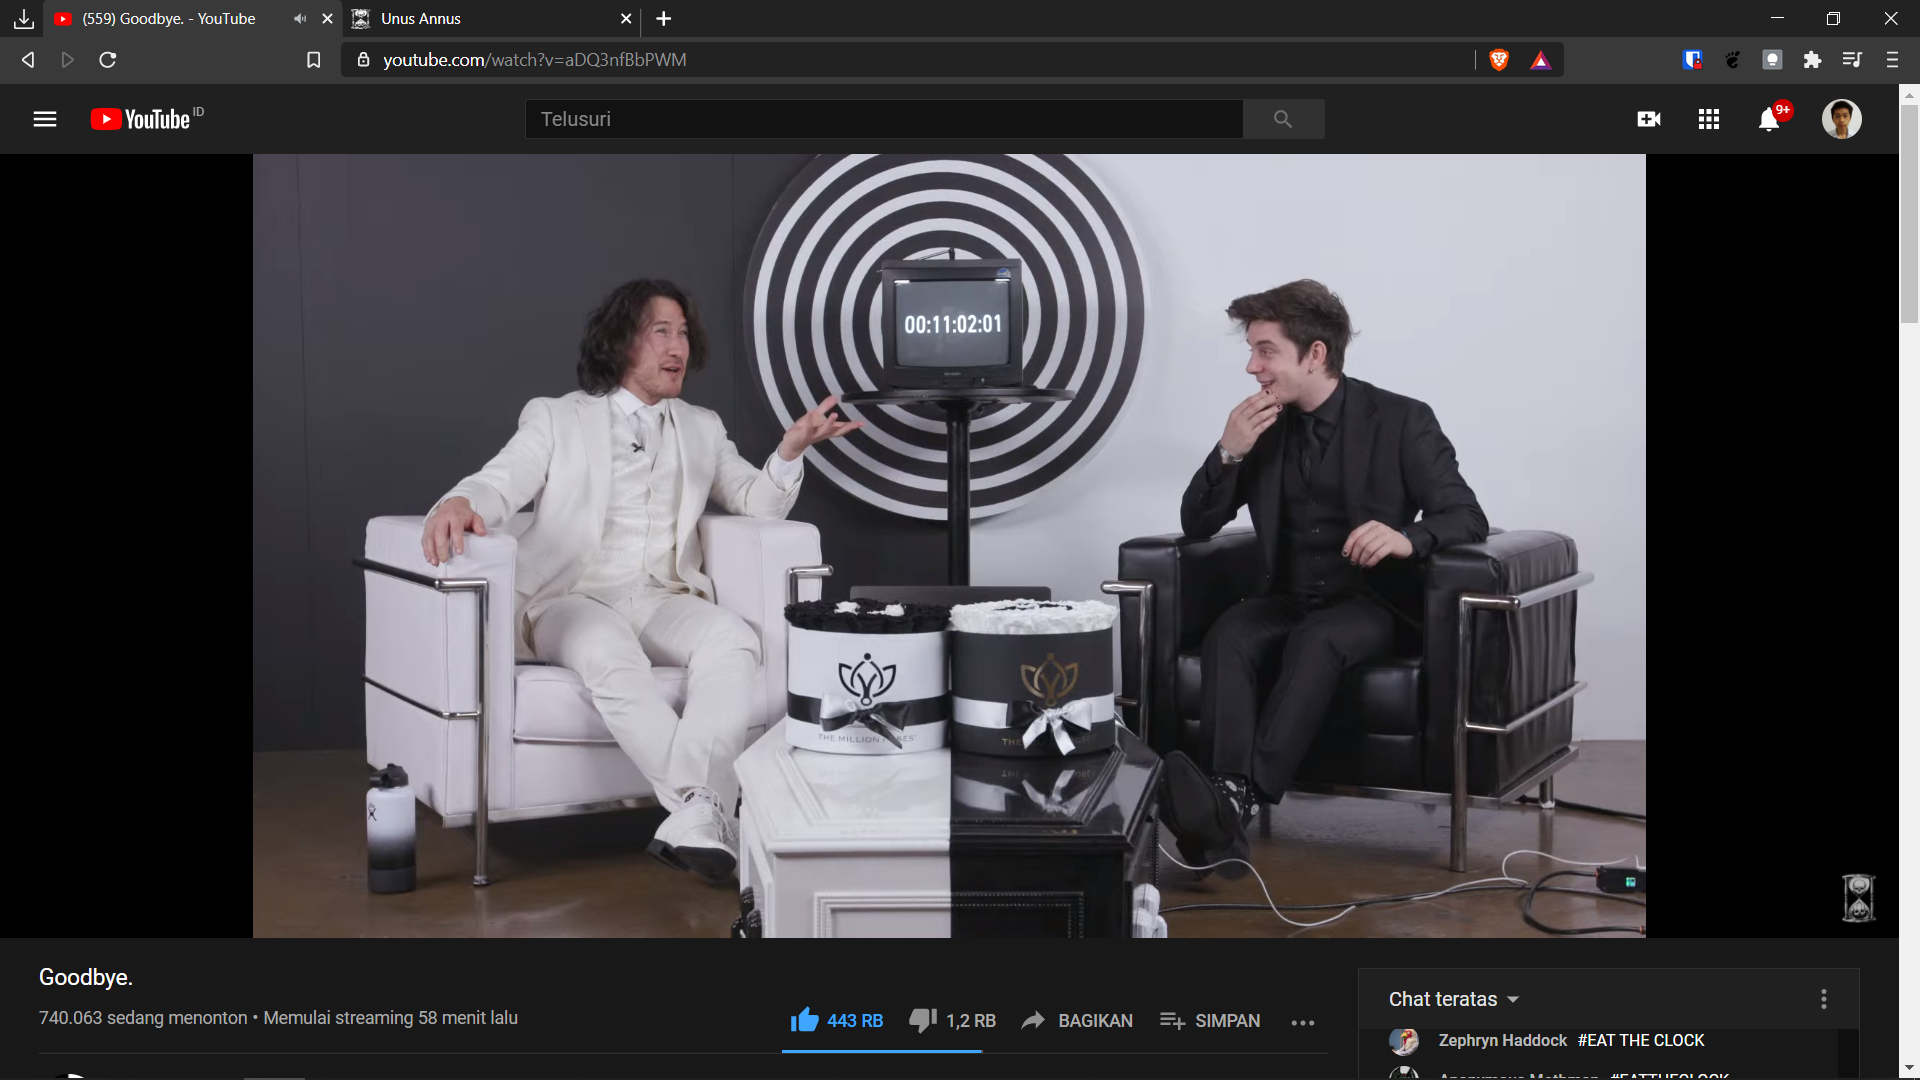 (559) Goodbye. - YouTube
Unus Annus
youtube.com/watch?v=aDQ3nfBbPWM
YouTube ID
Telusuri
9+
00:11:02:01
THE MILLION
THE
Goodbye.
740.063 sedang menonton • Memulai streaming 58 menit lalu
443 RB
1,2 RB
BAGIKAN
SIMPAN
Chat teratas
Zephryn Haddock #EAT THE CLOCK
#EATTHECLOCK